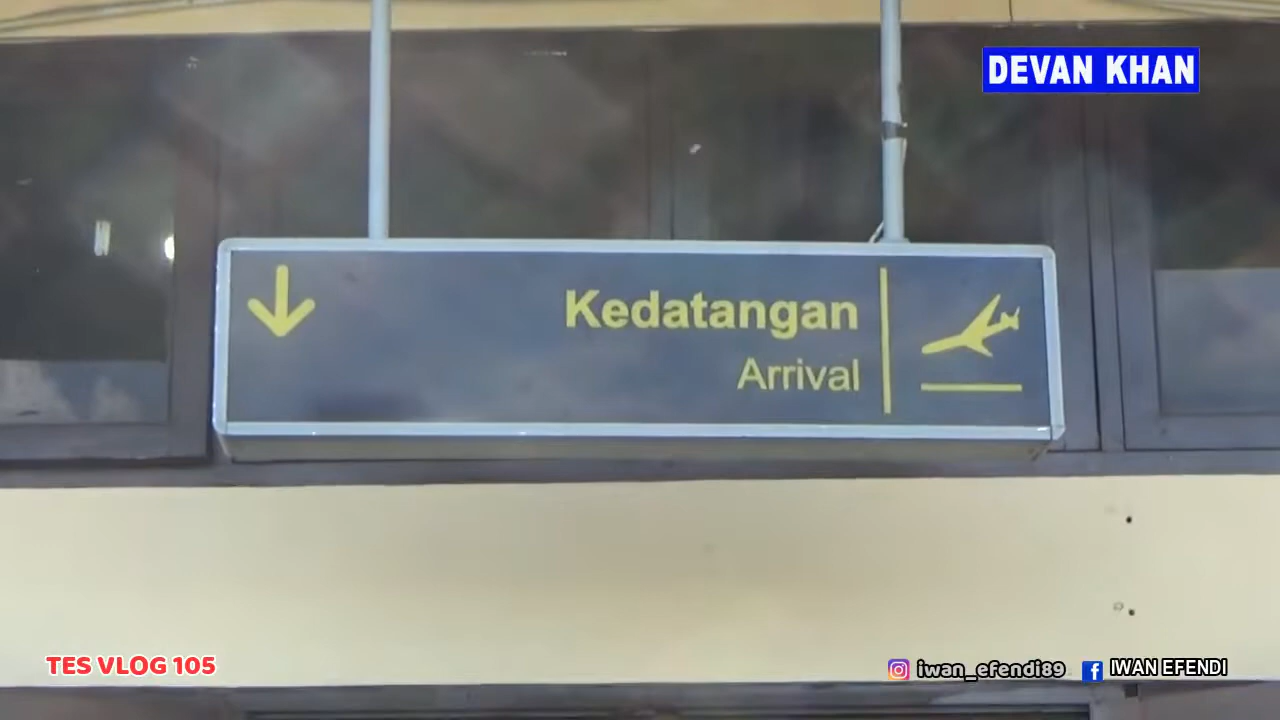 DEVAN KHAN
Kedatangan
Arrival
TES VLOG 105
iwan_efendi89 IWAN EFENDI